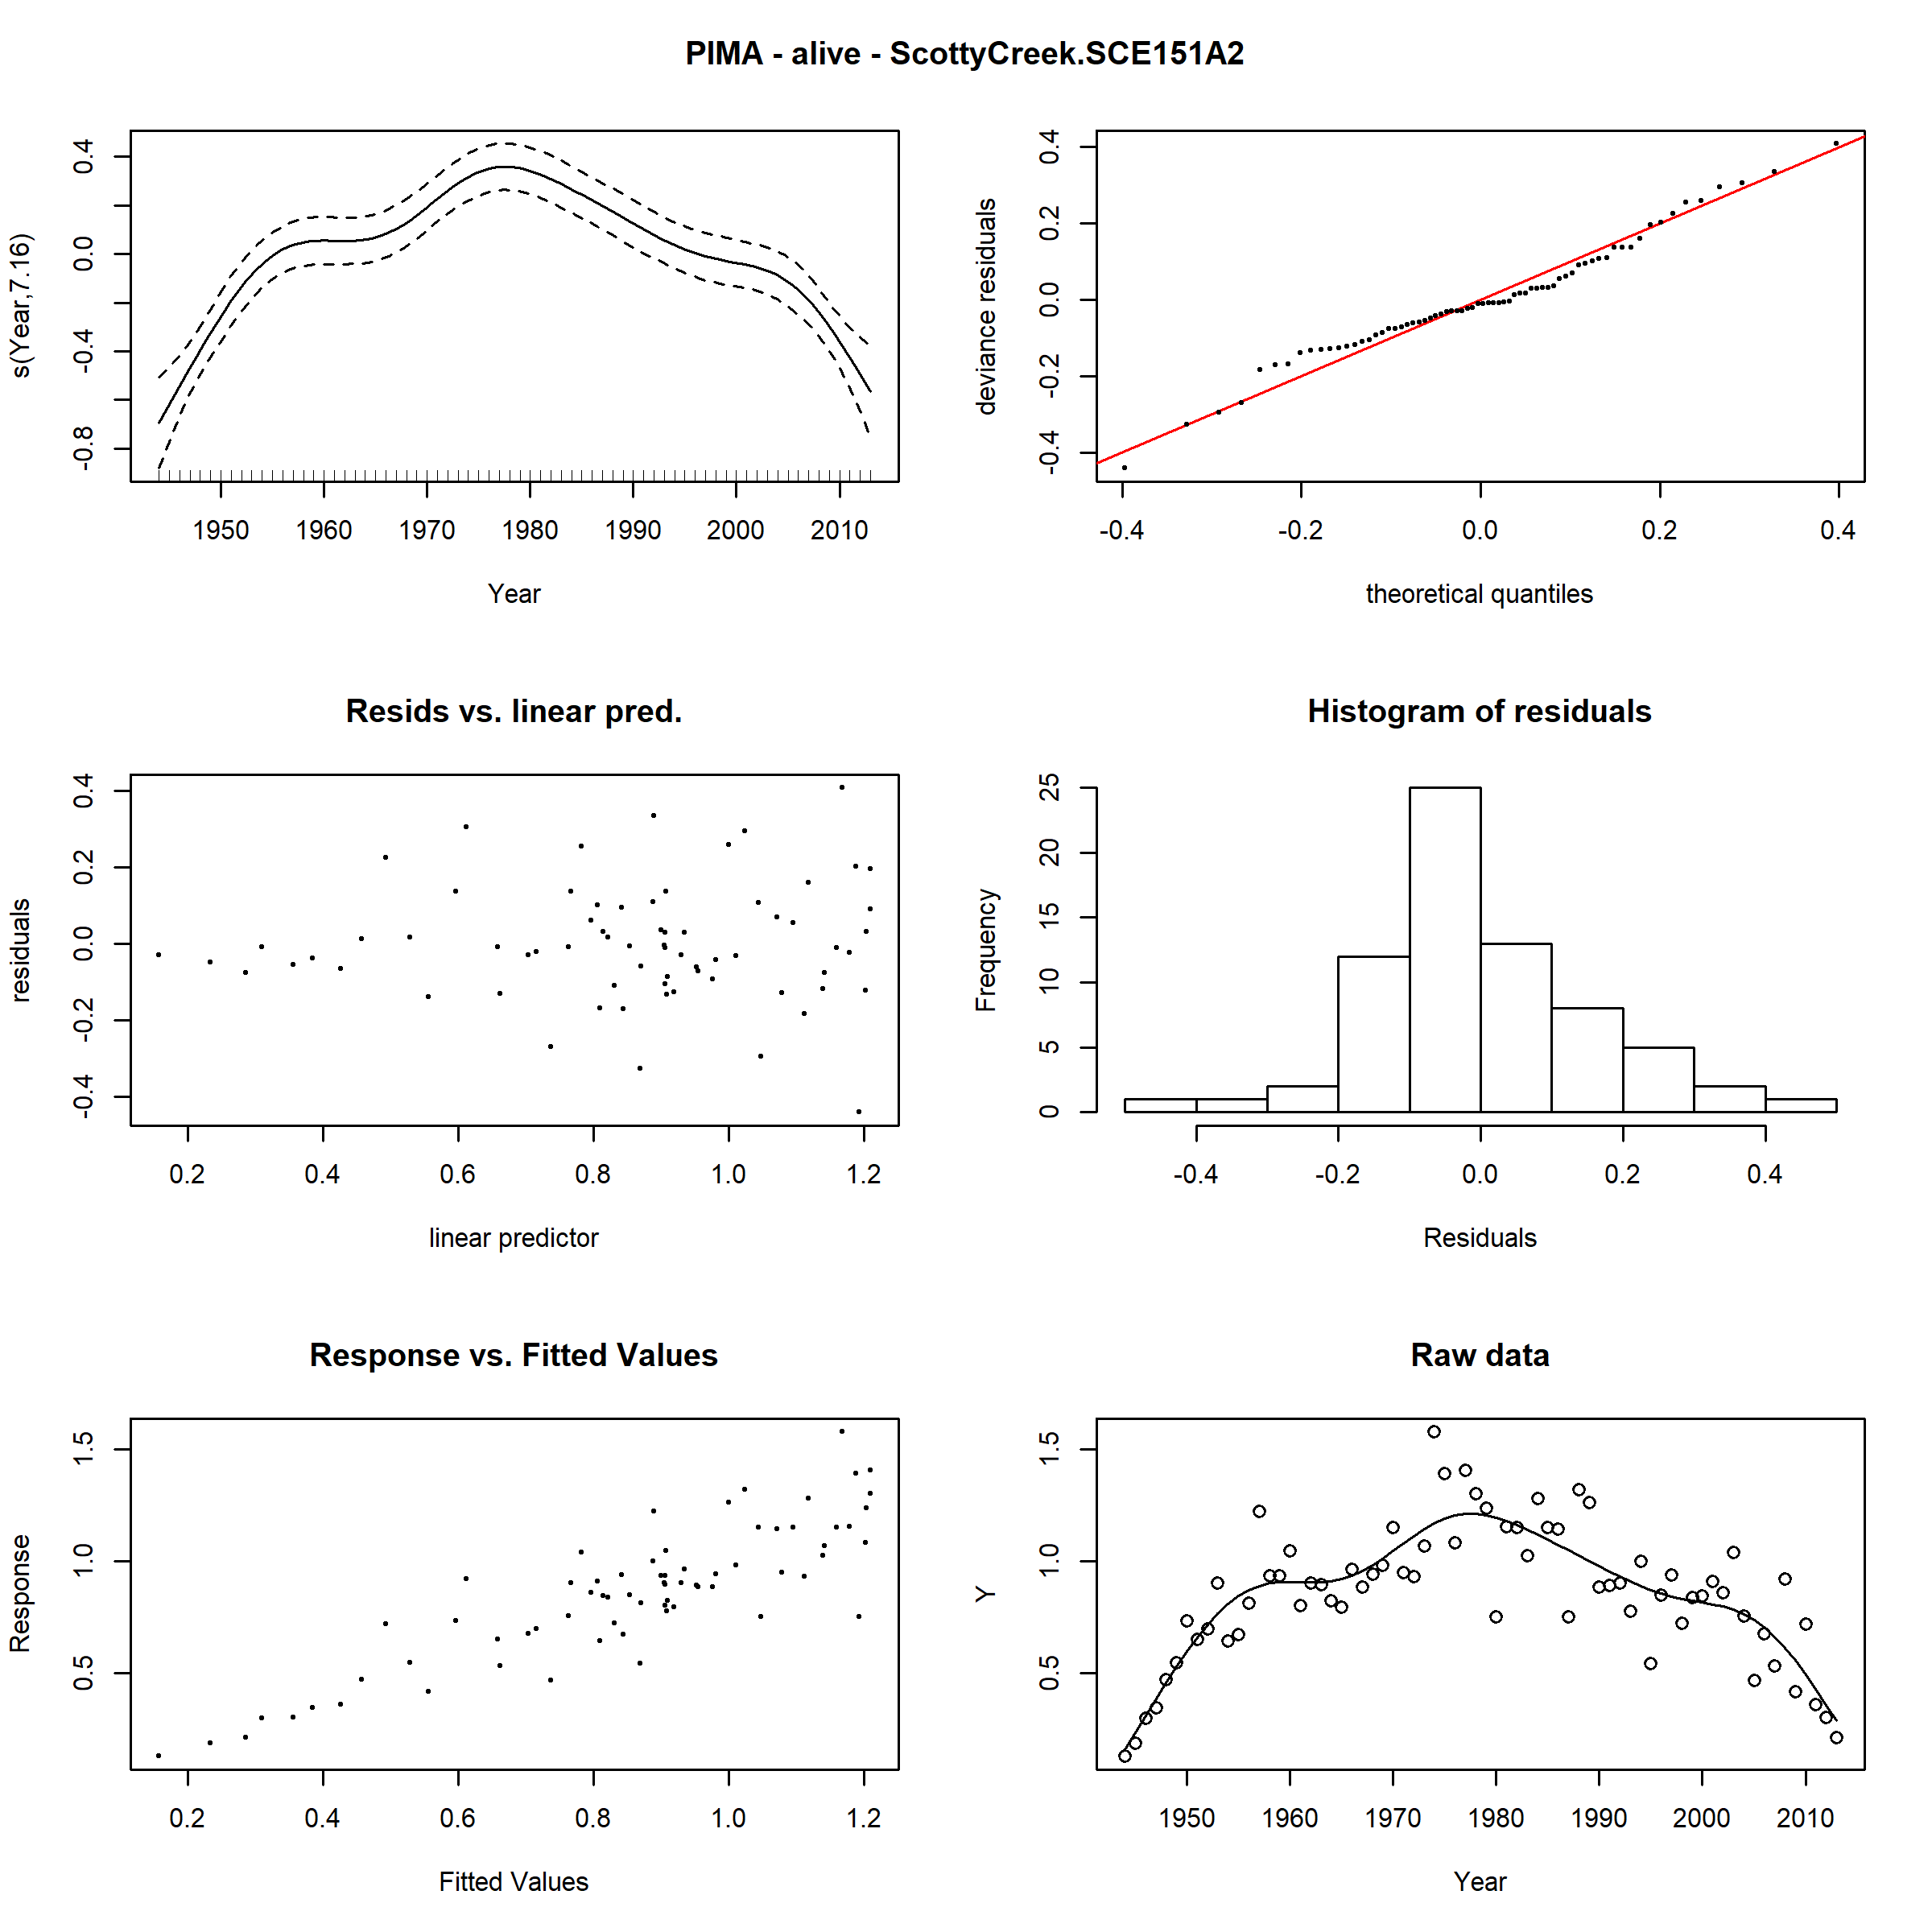 PIMA - alive - ScottyCreek.SCE151A2
s(Year,7.16)
0.4
0.0
-0.4
-0.8
1950 1960 1970 1980 1990 2000 2010
Year
deviance residuals
0.4
0.2
0.0
-0.2
-0.4
-0.4 -0.2 0.0 0.2 0.4
theoretical quantiles
Resids vs. linear pred.
residuals
0.4
0.2
0.0
-0.2
-0.4
0.2 0.4 0.6 0.8 1.0 1.2
linear predictor
Histogram of residuals
Frequency
25
20
15
10
5
0
-0.4 -0.2 0.0 0.2 0.4
Residuals
Response vs. Fitted Values
Response
1.5
1.0
0.5
0.2 0.4 0.6 0.8 1.0 1.2
Fitted Values
Raw data
Y
1.5
1.0
0.5
1950 1960 1970 1980 1990 2000 2010
Year